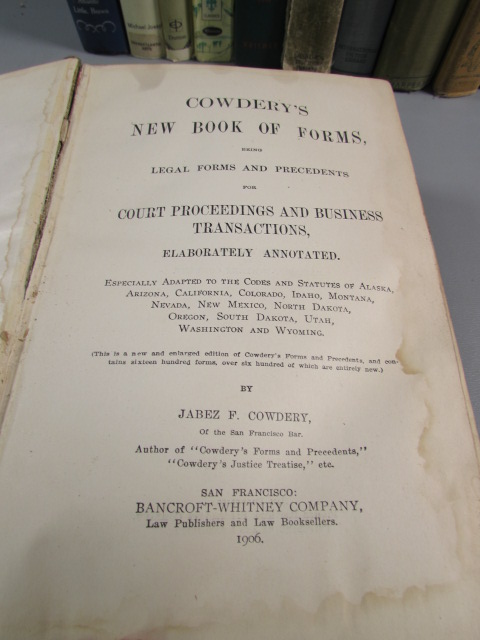 Little, Brown
Michael Joseph
COWDERY'S
NEW BOOK OF FORMS,
BEING
LEGAL FORMS AND PRECEDENTS
FOR
COURT PROCEEDINGS AND BUSINESS
TRANSACTIONS,
ELABORATELY ANNOTATED.
ESPECIALLY ADAPTED TO THE CODES AND STATUTES OF ALASKA,
ARIZONA, CALIFORNIA, COLORADO, IDAHO, MONTANA,
NEVADA, NEW MEXICO, NORTH DAKOTA,
OREGON, SOUTH DAKOTA, UTAH,
WASHINGTON AND WYOMING.
(This is a new and enlarged edition of Cowdery's Forms and Precedents, and con-
tains sixteen hundred forms, over six hundred of which are entirely new.)
BY
JABEZ F. COWDERY,
Of the San Francisco Bar.
Author of "Cowdery's Forms and Precedents,"
"Cowdery's Justice Treatise," etc.
SAN FRANCISCO:
BANCROFT-WHITNEY COMPANY,
Law Publishers and Law Booksellers.
1906.